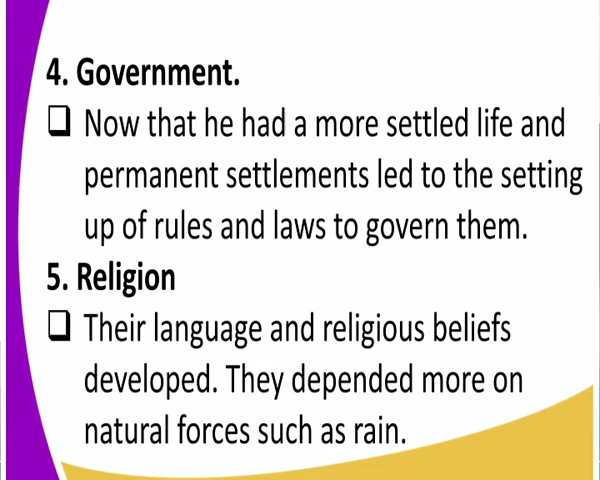 4. Government.
❑ Now that he had a more settled life and
permanent settlements led to the setting
up of rules and laws to govern them.
5. Religion
❑ Their language and religious beliefs
developed. They depended more on
natural forces such as rain.